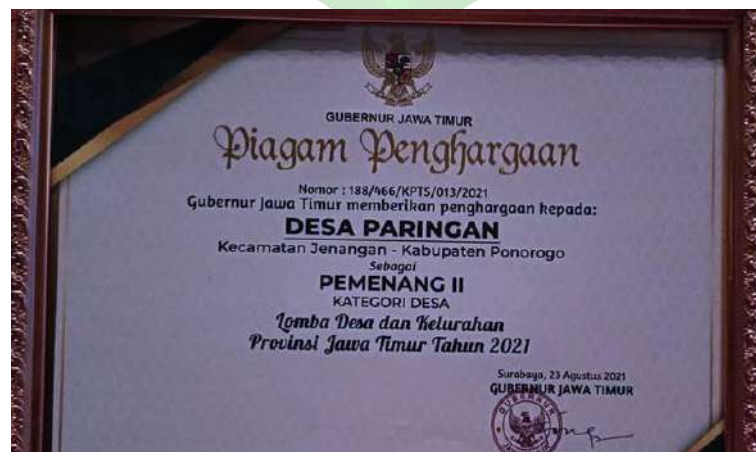 GUBERNUR JAWA TIMUR
Piagam Penghargaan
Nomor : 188/466/KPTS/013/2021
Gubernur Jawa Timur memberikan penghargaan kepada:
DESA PARINGAN
Kecamatan Jenangan - Kabupaten Ponorogo
Sebagai
PEMENANG II
KATEGORI DESA
Lomba Desa dan Kelurahan
Provinsi Jawa Timur Tahun 2021
Surabaya, 23 Agustus 2021
GUBERNUR JAWA TIMUR
GUBERNUR